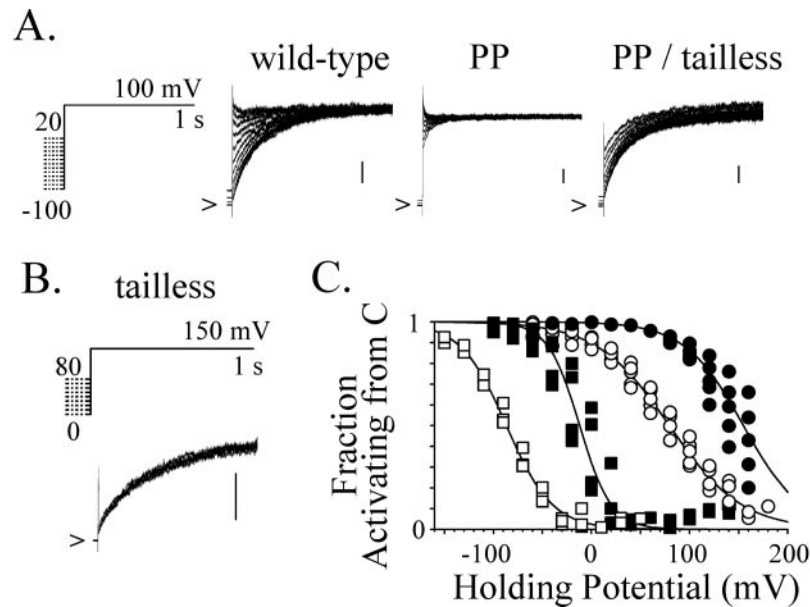 A.
wild-type
PP
PP / tailless
100 mV
20
1 s
-100
>
>
>
B.
tailless
C.
150 mV
80
1 s
0
>
Fraction
Activating from C
1
0
-100
0
100
200
Holding Potential (mV)